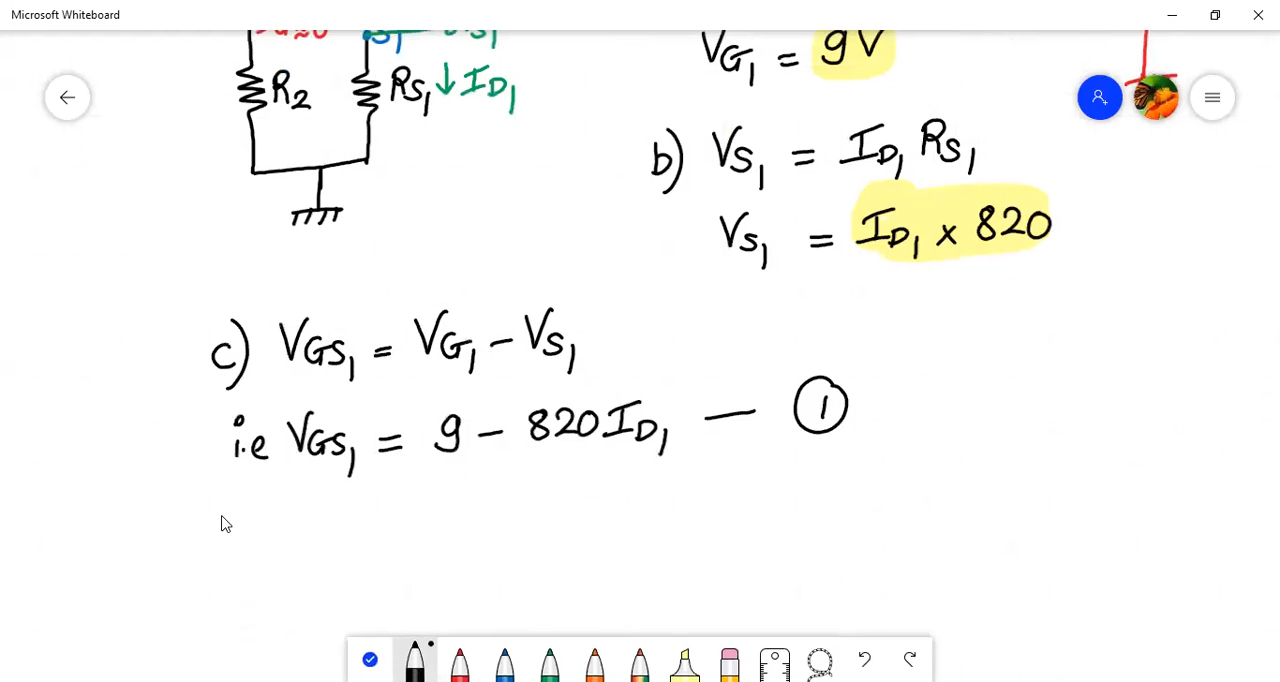 Microsoft Whiteboard
R2
RS1 ↓ ID1
VG1 = 9V
b) VS1 = ID1 RS1
VS1 = ID1 × 820
c) VGS1 = VG1 - VS1
i.e VGS1 = 9 - 820ID1 — ①